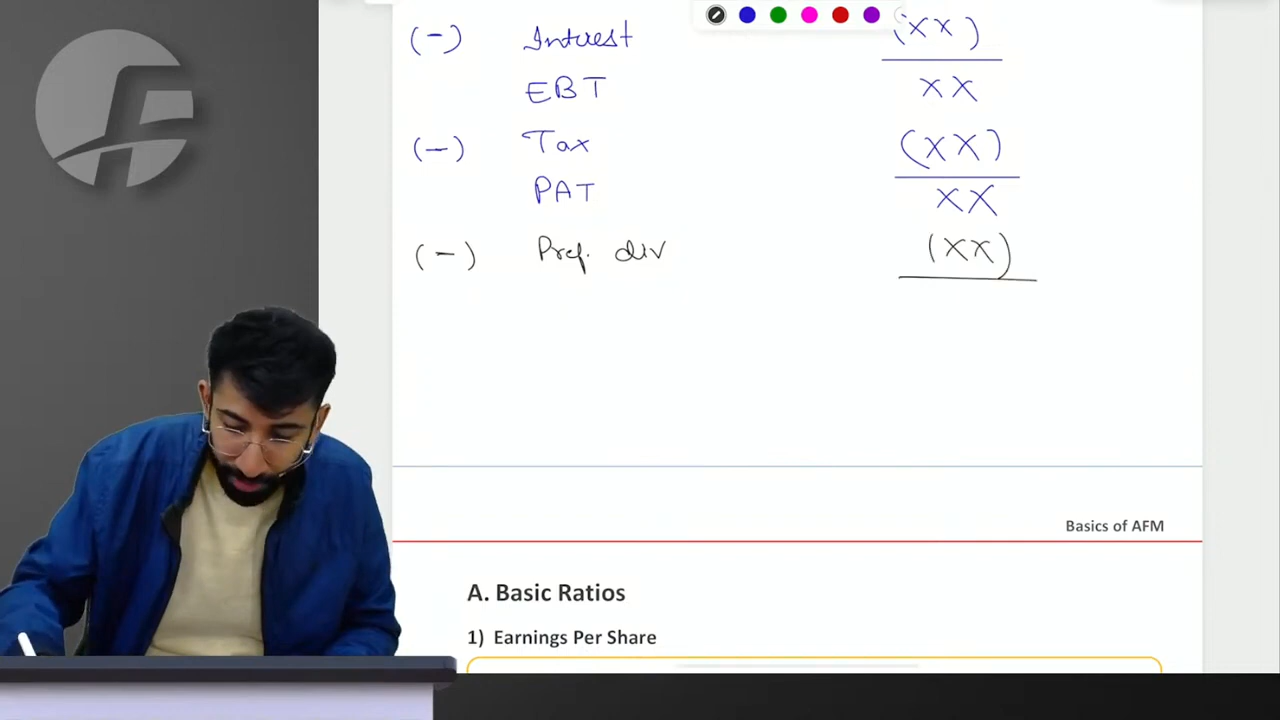 (-) Interest (XX)
EBT XX
(-) Tax (XX)
PAT XX
(-) Pref. div (XX)
Basics of AFM
A. Basic Ratios
1) Earnings Per Share